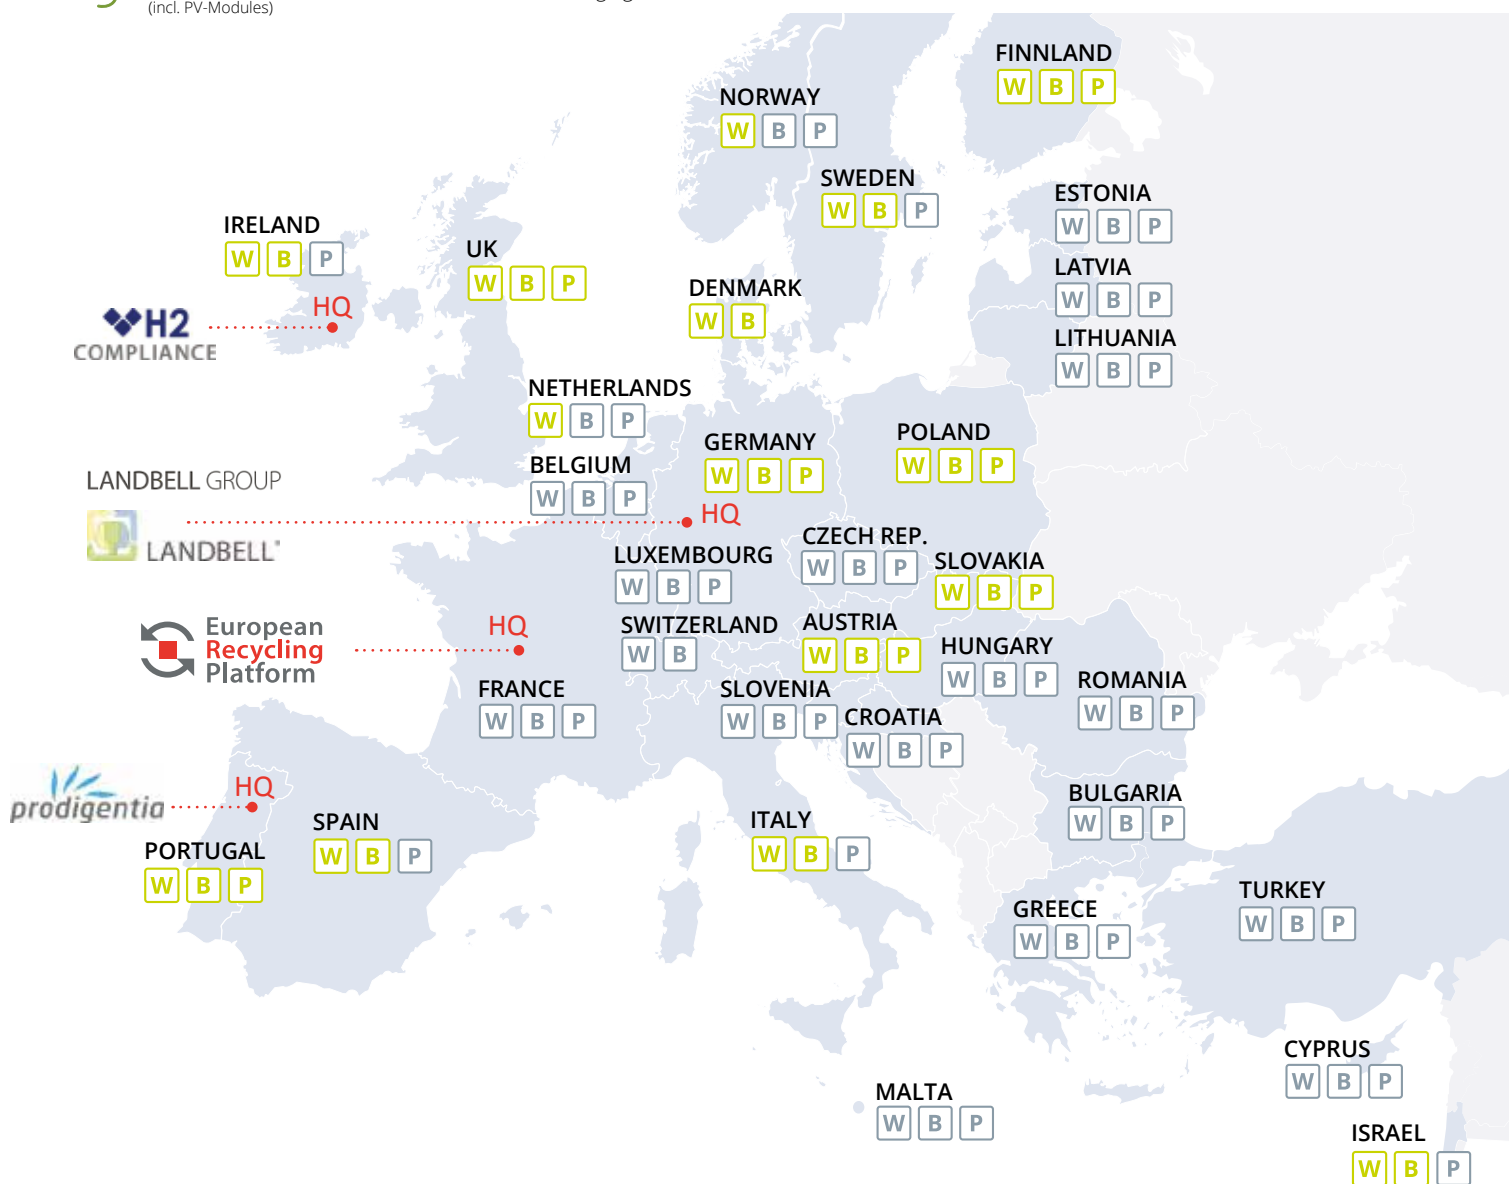 (incl. PV-Modules)
FINNLAND
W B P
NORWAY
W B P
SWEDEN
W B P
ESTONIA
W B P
IRELAND
W B P
UK
W B P
LATVIA
W B P
DENMARK
W B
HQ
H2
COMPLIANCE
LITHUANIA
W B P
NETHERLANDS
W B P
GERMANY
W B P
POLAND
W B P
BELGIUM
W B P
LANDBELL GROUP
LANDBELL
HQ
CZECH REP.
W B P
LUXEMBOURG
W B P
SLOVAKIA
W B P
European
Recycling
Platform
HQ
SWITZERLAND
W B
AUSTRIA
W B P
HUNGARY
W B P
ROMANIA
W B P
FRANCE
W B P
SLOVENIA
W B P
CROATIA
W B P
prodigentia
HQ
BULGARIA
W B P
SPAIN
W B P
ITALY
W B P
PORTUGAL
W B P
TURKEY
W B P
GREECE
W B P
CYPRUS
W B P
MALTA
W B P
ISRAEL
W B P